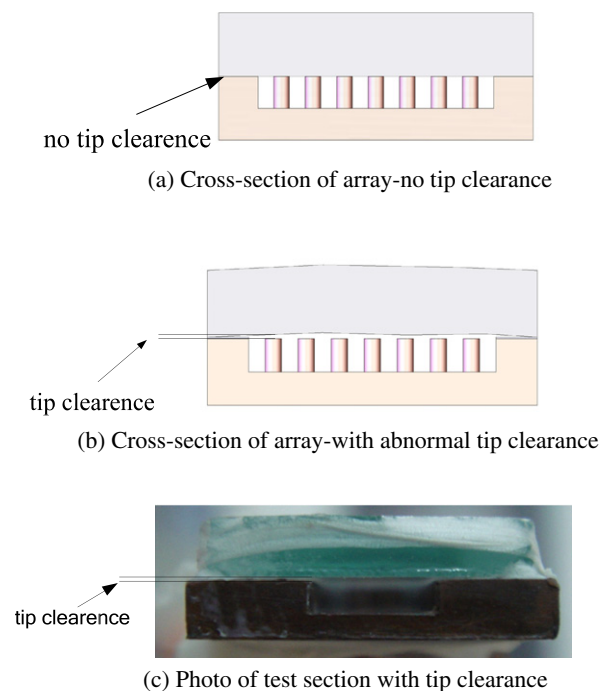 no tip clearence
(a) Cross-section of array-no tip clearance
tip clearence
(b) Cross-section of array-with abnormal tip clearance
tip clearence
(c) Photo of test section with tip clearance